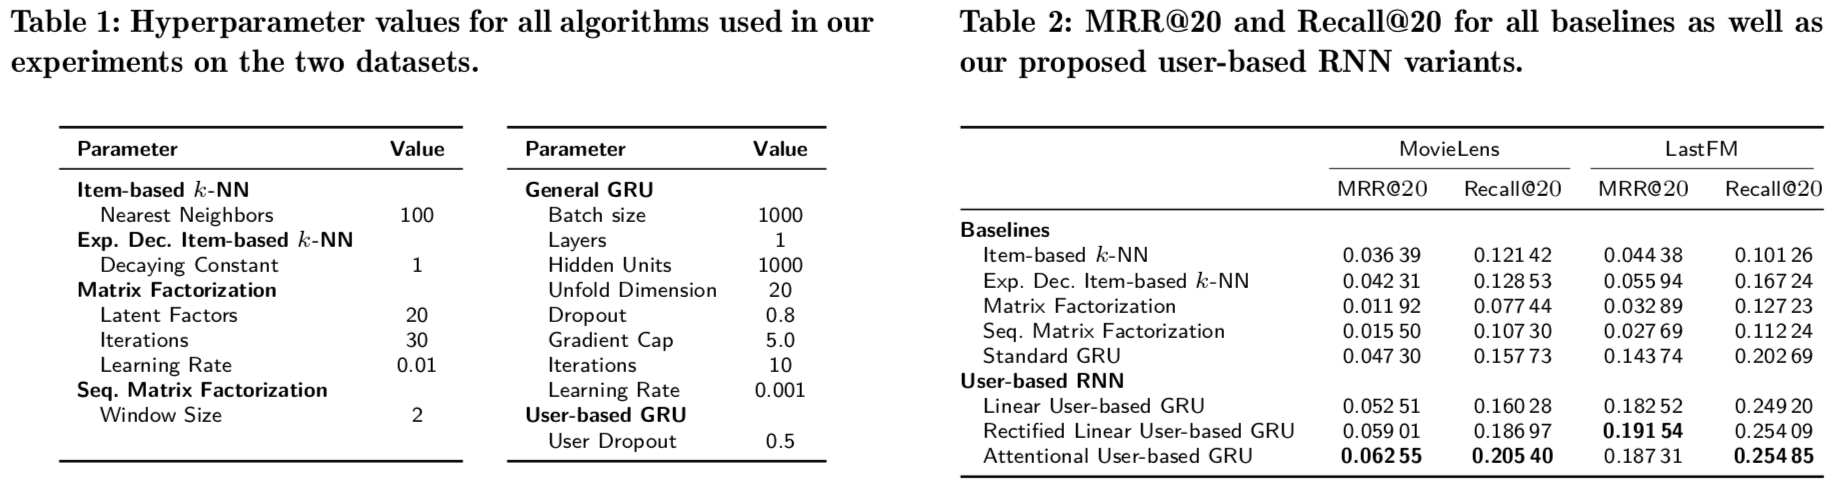 Table 1: Hyperparameter values for all algorithms used in our
experiments on the two datasets.
Parameter Value
Item-based k-NN
Nearest Neighbors 100
Exp. Dec. Item-based k-NN
Decaying Constant 1
Matrix Factorization
Latent Factors 20
Iterations 30
Learning Rate 0.01
Seq. Matrix Factorization
Window Size 2
Parameter Value
General GRU
Batch size 1000
Layers 1
Hidden Units 1000
Unfold Dimension 20
Dropout 0.8
Gradient Cap 5.0
Iterations 10
Learning Rate 0.001
User-based GRU
User Dropout 0.5
Table 2: MRR@20 and Recall@20 for all baselines as well as
our proposed user-based RNN variants.
MovieLens LastFM
MRR@20 Recall@20 MRR@20 Recall@20
Baselines
Item-based k-NN 0.036 39 0.121 42 0.044 38 0.101 26
Exp. Dec. Item-based k-NN 0.042 31 0.128 53 0.055 94 0.167 24
Matrix Factorization 0.011 92 0.077 44 0.032 89 0.127 23
Seq. Matrix Factorization 0.015 50 0.107 30 0.027 69 0.112 24
Standard GRU 0.047 30 0.157 73 0.143 74 0.202 69
User-based RNN
Linear User-based GRU 0.052 51 0.160 28 0.182 52 0.249 20
Rectified Linear User-based GRU 0.059 01 0.186 97 0.191 54 0.254 09
Attentional User-based GRU 0.062 55 0.205 40 0.187 31 0.254 85